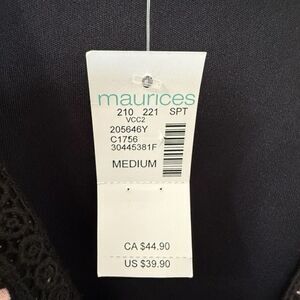 maurices
210 221 SPT
VCC2
205646Y
C1756
30445381F
MEDIUM
CA $44.90
US $39.90